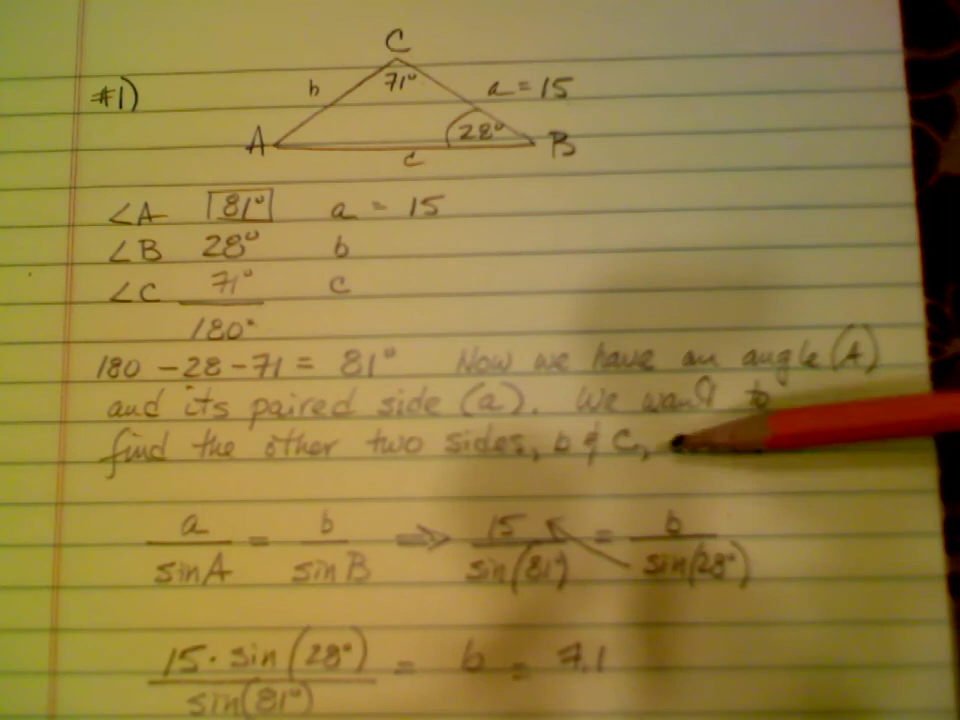 C
#1)
b
71°
a = 15
A
28°
B
c
∠A 81° a = 15
∠B 28° b
∠C 71° c
180°
180 - 28 - 71 = 81° Now we have an angle (A)
and its paired side (a). We want to
find the other two sides, b & c,
a/sin A = b/sin B ⇒ 15/sin(81°) = b/sin(28°)
15 · sin(28°)/sin(81°) = b = 7.1